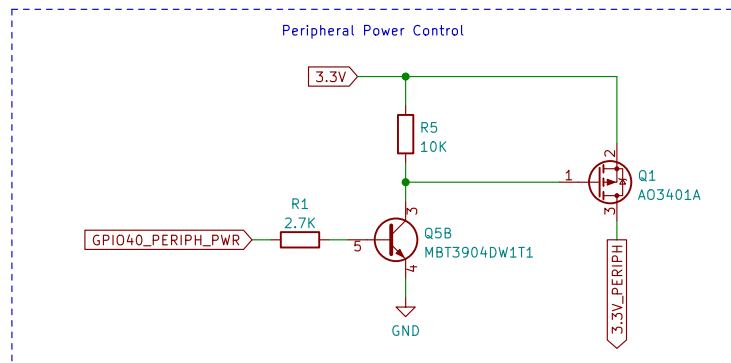 Peripheral Power Control
3.3V
R5
10K
2
1
Q1
AO3401A
3
R1
2.7K
3
GPIO40_PERIPH_PWR
5
Q5B
MBT3904DW1T1
4
3.3V_PERIPH
GND